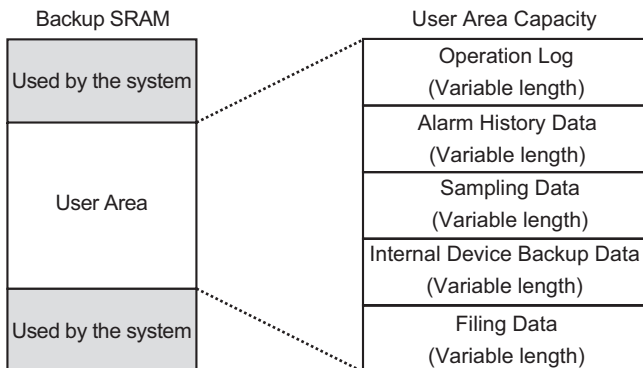 Backup SRAM
Used by the system
User Area
Used by the system
User Area Capacity
Operation Log
(Variable length)
Alarm History Data
(Variable length)
Sampling Data
(Variable length)
Internal Device Backup Data
(Variable length)
Filing Data
(Variable length)